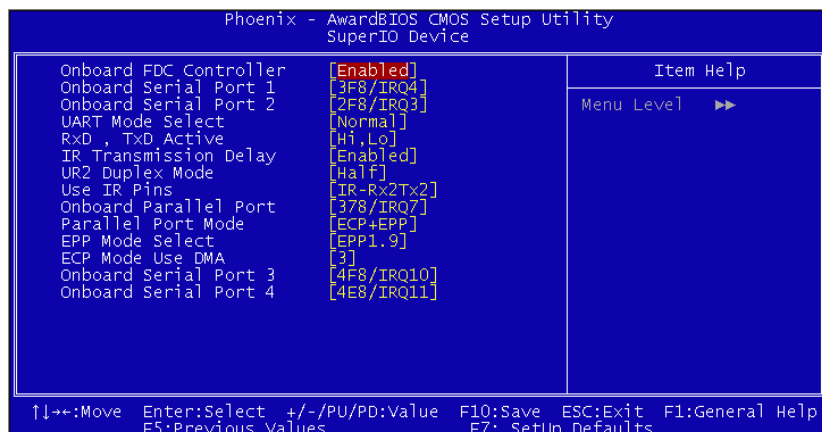 Phoenix - AwardBIOS CMOS Setup Utility
SuperIO Device
Onboard FDC Controller [Enabled]
Onboard Serial Port 1 [3F8/IRQ4]
Onboard Serial Port 2 [2F8/IRQ3]
UART Mode Select [Normal]
RxD , TxD Active [Hi,Lo]
IR Transmission Delay [Enabled]
UR2 Duplex Mode [Half]
Use IR Pins [IR-Rx2Tx2]
Onboard Parallel Port [378/IRQ7]
Parallel Port Mode [ECP+EPP]
EPP Mode Select [EPP1.9]
ECP Mode Use DMA [3]
Onboard Serial Port 3 [4F8/IRQ10]
Onboard Serial Port 4 [4E8/IRQ11]
Item Help
Menu Level ▶▶
↑↓→←:Move Enter:Select +/-/PU/PD:Value F10:Save ESC:Exit F1:General Help
F5:Previous Values F7: SetUp Defaults